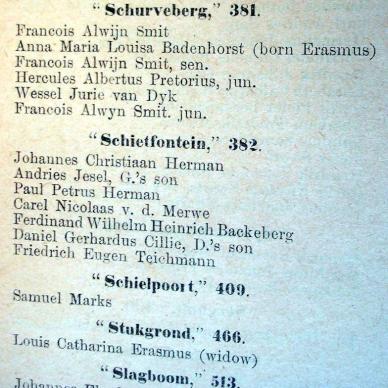 "Schurveberg," 381.
Francois Alwijn Smit
Anna Maria Louisa Badenhorst (born Erasmus)
Francois Alwijn Smit, sen.
Hercules Albertus Pretorius, jun.
Wessel Jurie van Dyk
Francois Alwyn Smit. jun.
"Schietfontein," 382.
Johannes Christiaan Herman
Andries Jesel, G.'s son
Paul Petrus Herman
Carel Nicolaas v. d. Merwe
Ferdinand Wilhelm Heinrich Backeberg
Daniel Gerhardus Cillie, D.'s son
Friedrich Eugen Teichmann
"Schielpoort," 409.
Samuel Marks
"Stukgrond," 466.
Louis Catharina Erasmus (widow)
"Slagboom," 513.
Johannes